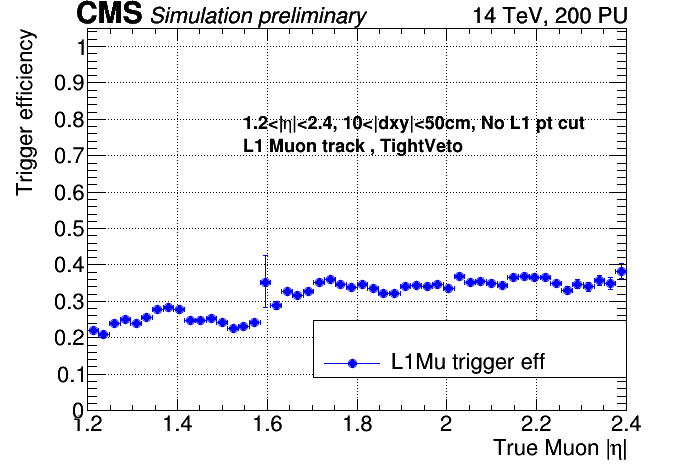 CMS Simulation preliminary 14 TeV, 200 PU
Trigger efficiency
1
0.9
0.8
0.7
0.6
0.5
0.4
0.3
0.2
0.1
0
1.2<|η|<2.4, 10<|dxy|<50cm, No L1 pt cut
L1 Muon track , TightVeto
L1Mu trigger eff
1.2 1.4 1.6 1.8 2 2.2 2.4
True Muon |η|